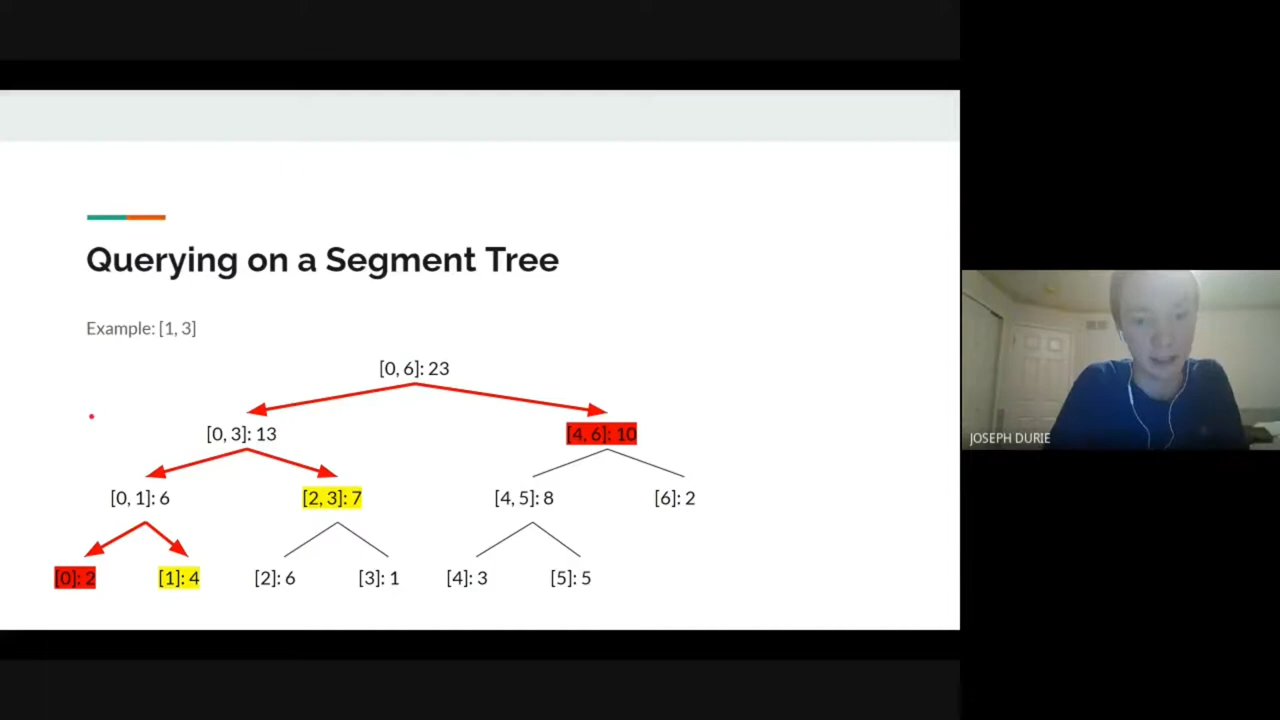 Querying on a Segment Tree
Example: [1, 3]
[0, 6]: 23
[0, 3]: 13
[4, 6]: 10
[0, 1]: 6
[2, 3]: 7
[4, 5]: 8
[6]: 2
[0]: 2
[1]: 4
[2]: 6
[3]: 1
[4]: 3
[5]: 5
JOSEPH DURIE